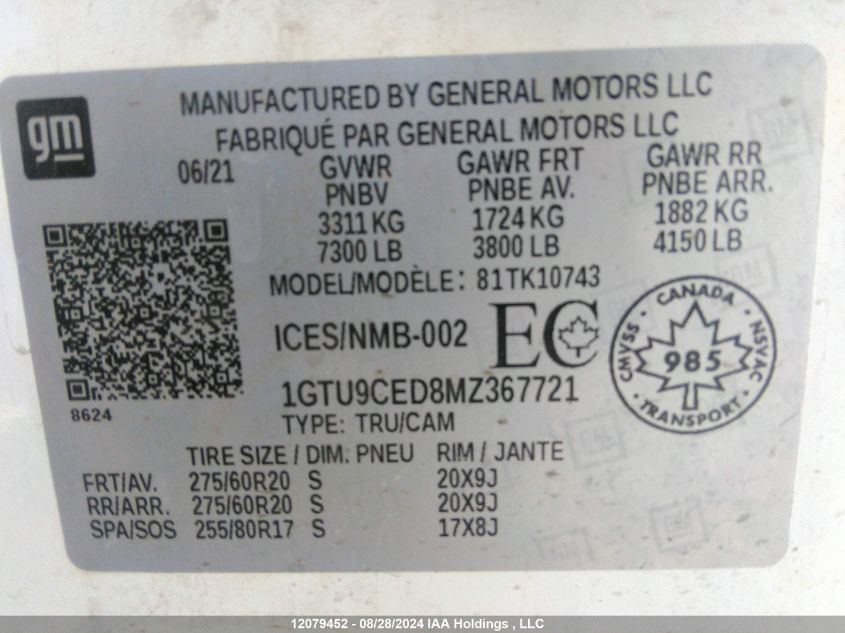 gm
MANUFACTURED BY GENERAL MOTORS LLC
FABRIQUÉ PAR GENERAL MOTORS LLC
06/21 GVWR GAWR FRT GAWR RR
PNBV PNBE AV. PNBE ARR.
3311 KG 1724 KG 1882 KG
7300 LB 3800 LB 4150 LB
MODEL/MODÈLE: 81TK10743
ICES/NMB-002 EC
CANADA
CMVSS 985 NSVAC
TRANSPORT
8624
1GTU9CED8MZ367721
TYPE: TRU/CAM
TIRE SIZE / DIM. PNEU RIM / JANTE
FRT/AV. 275/60R20 S 20X9J
RR/ARR. 275/60R20 S 20X9J
SPA/SOS 255/80R17 S 17X8J
12079452 - 08/28/2024 IAA Holdings , LLC